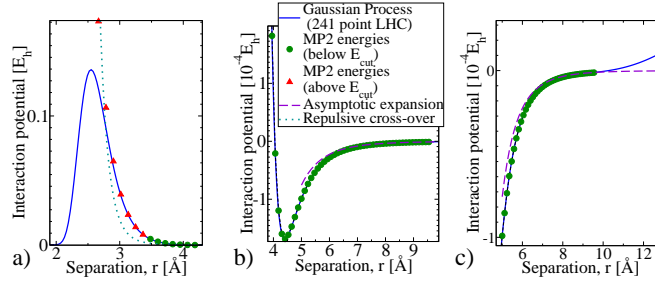 Interaction potential [E_h]
0.1
0
2
3
4
Separation, r [Å]
a)
Interaction potential [10^-4 E_h]
2
1
0
-1
4
5
6
7
8
9
Separation, r [Å]
b)
Gaussian Process
(241 point LHC)
MP2 energies
(below E_cut)
MP2 energies
(above E_cut)
Asymptotic expansion
Repulsive cross-over
Interaction potential [10^-4 E_h]
0
-1
6
8
10
12
Separation, r [Å]
c)